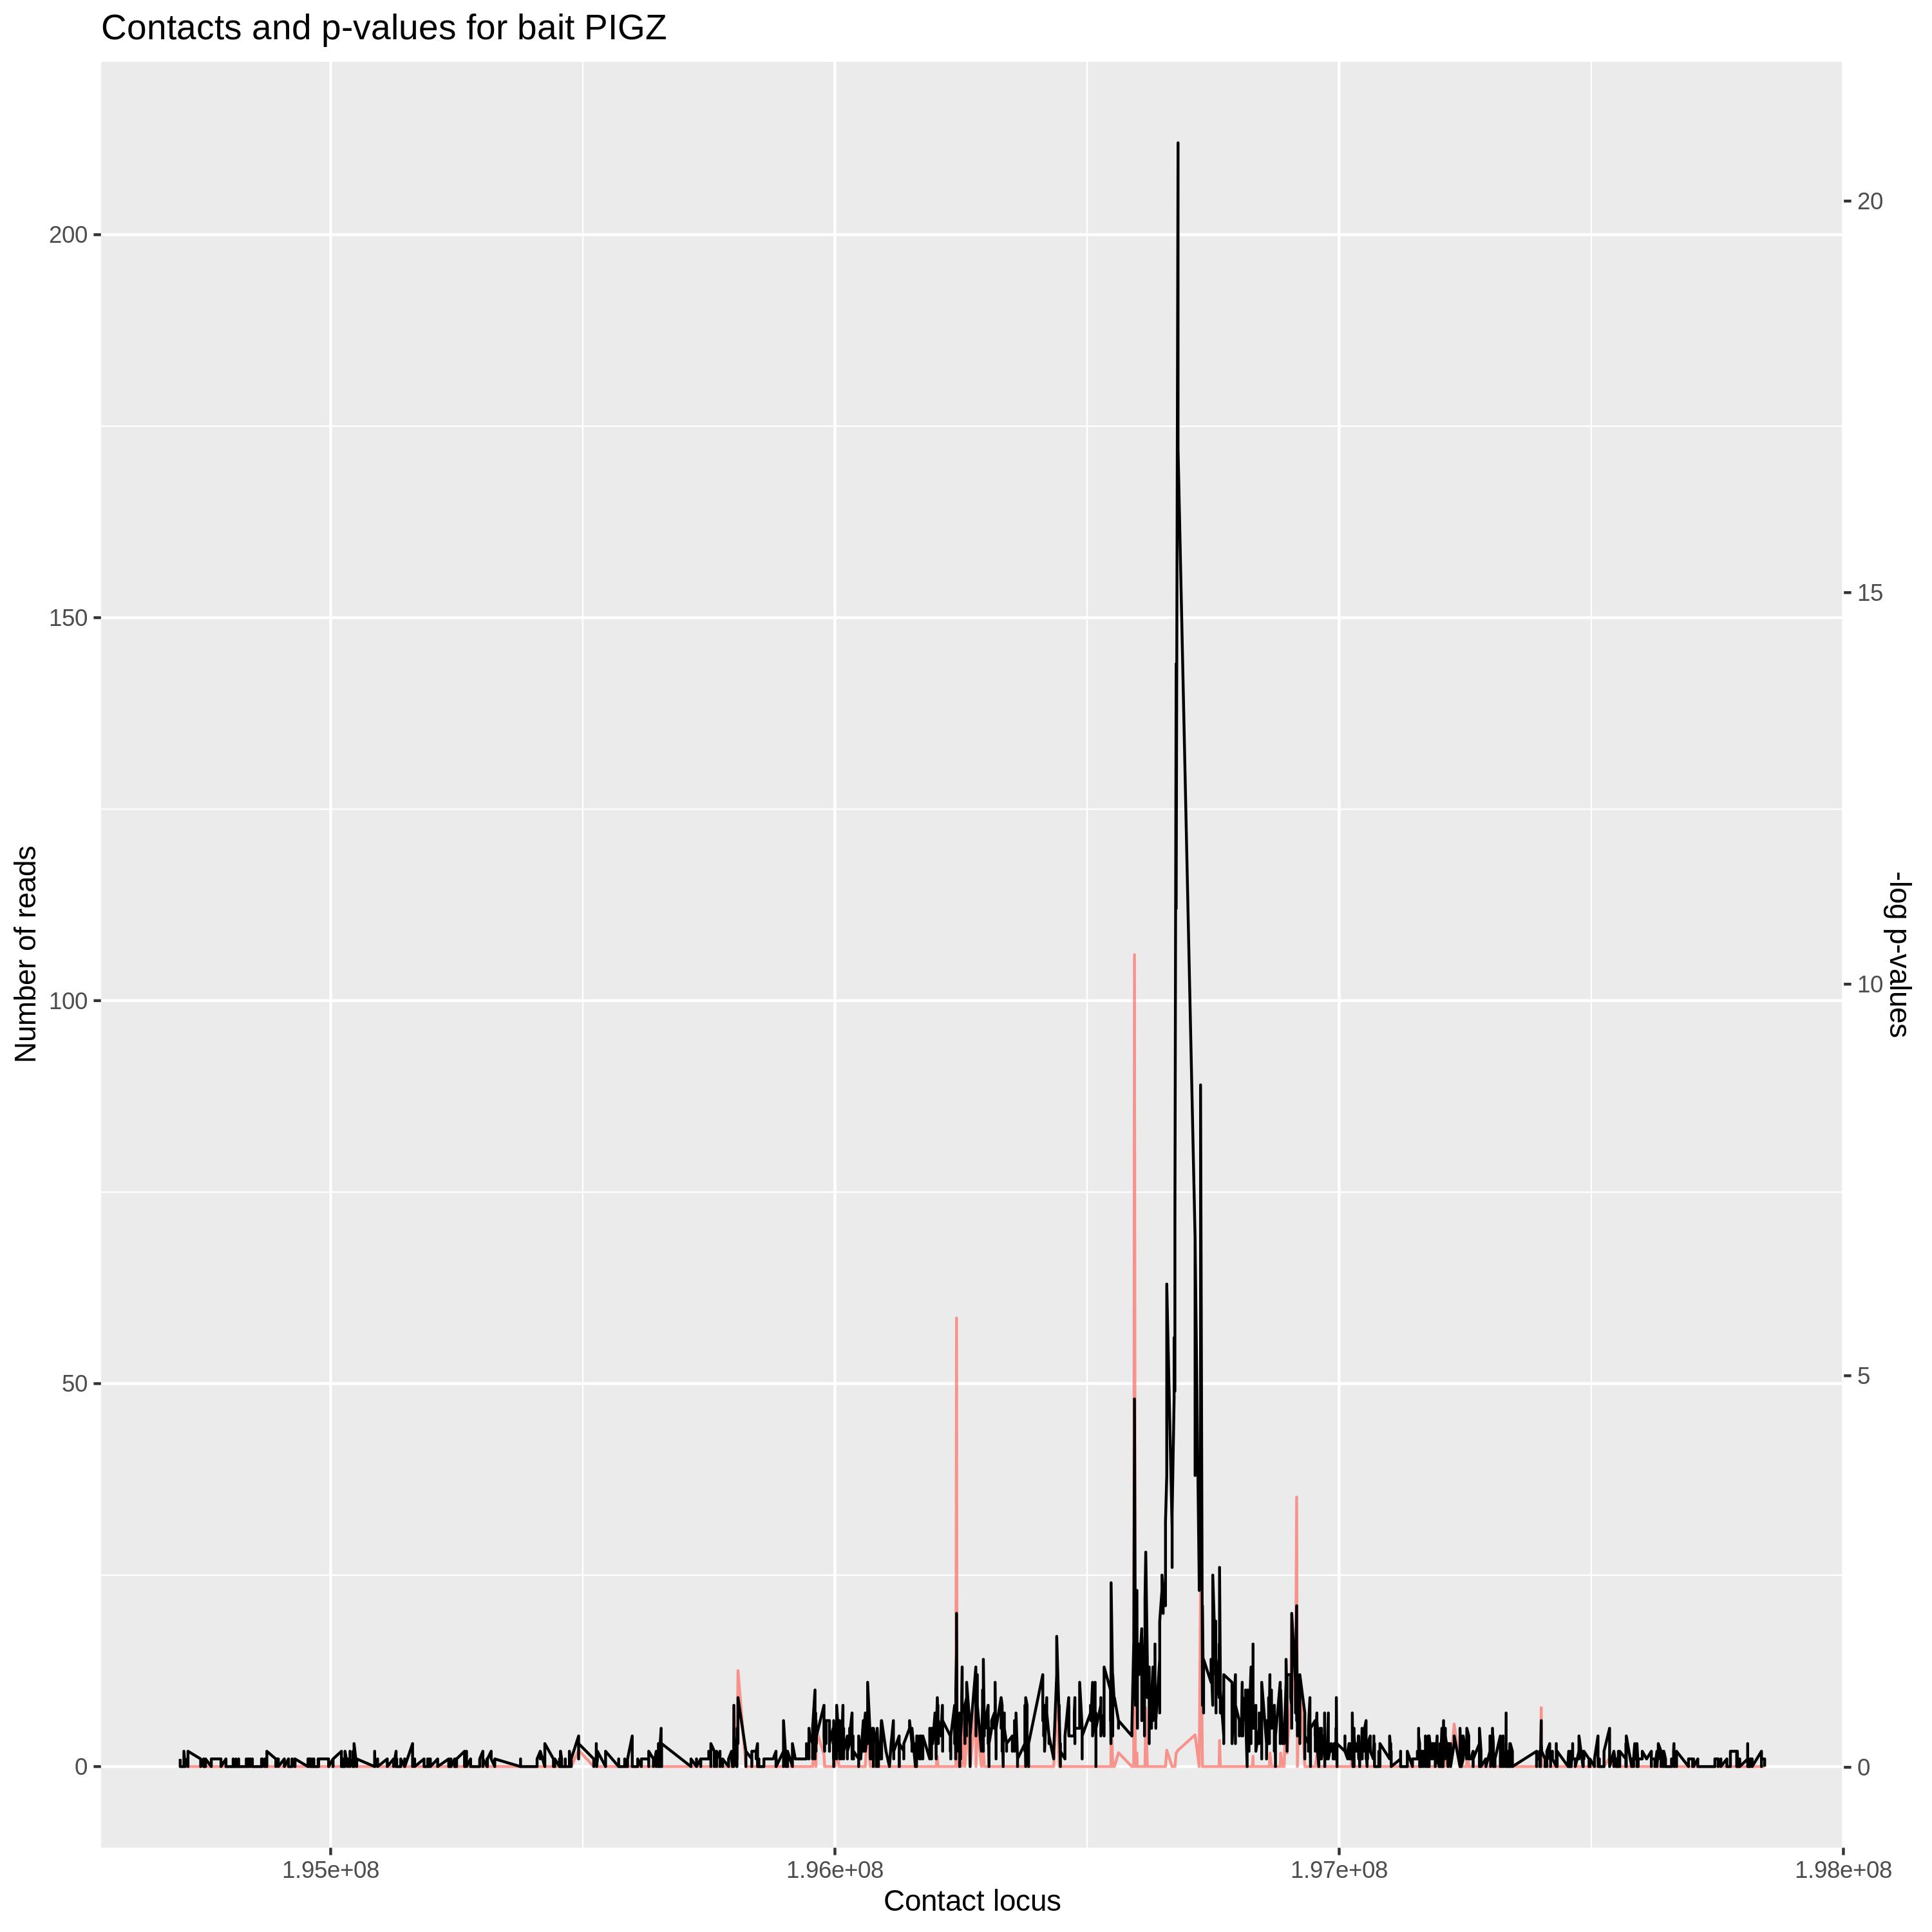 Contacts and p-values for bait PIGZ
200
150
100
50
0
Number of reads
20
15
10
5
0
-log p-values
1.95e+08
1.96e+08
1.97e+08
1.98e+08
Contact locus